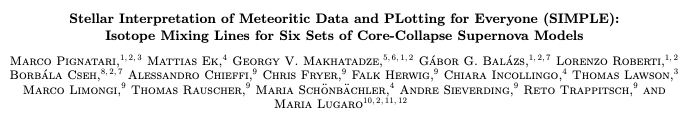 Stellar Interpretation of Meteoritic Data and PLotting for Everyone (SIMPLE):
Isotope Mixing Lines for Six Sets of Core-Collapse Supernova Models
Marco Pignatari,1,2,3 Mattias Ek,4 Georgy V. Makhatadze,5,6,1,2 Gábor G. Balázs,1,2,7 Lorenzo Roberti,1,2
Borbála Cseh,8,2,7 Alessandro Chieffi,9 Chris Fryer,9 Falk Herwig,9 Chiara Incollingo,4 Thomas Lawson,3
Marco Limongi,9 Thomas Rauscher,9 Maria Schönbächler,4 Andre Sieverding,9 Reto Trappitsch,9 and
Maria Lugaro10,2,11,12